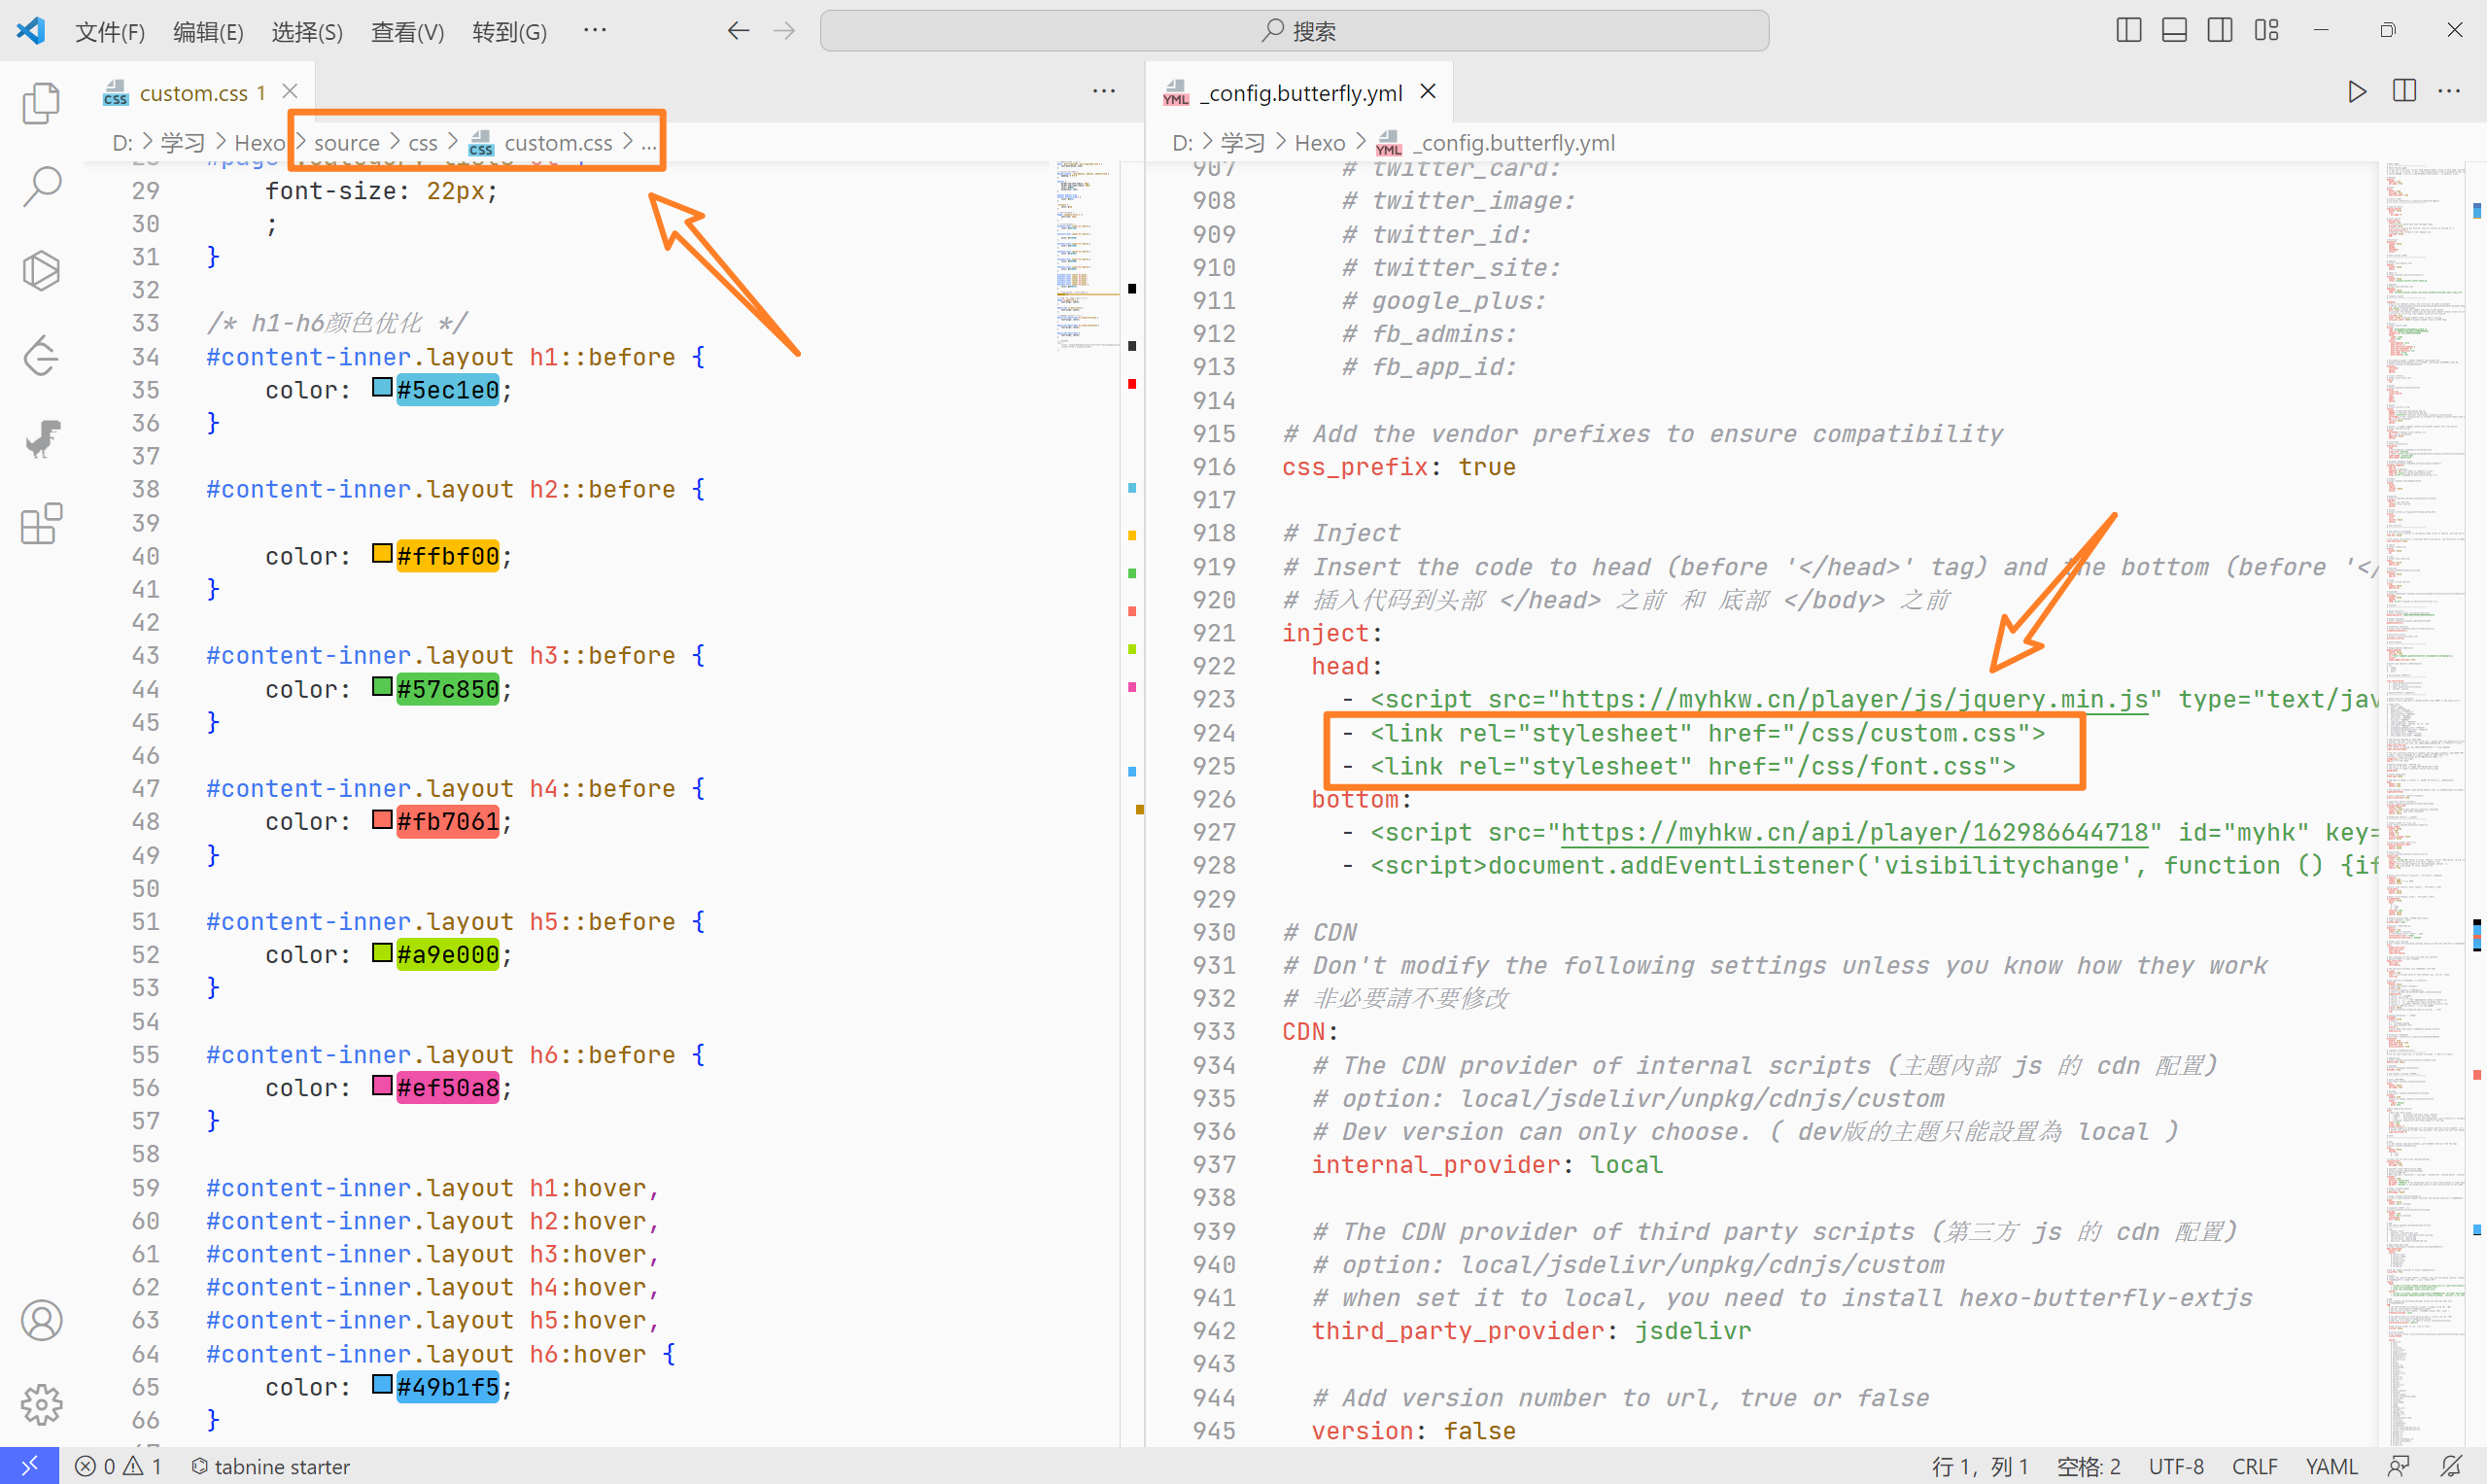 文件(F) 编辑(E) 选择(S) 查看(V) 转到(G) ···
搜索
CSS custom.css 1
D: > 学习 > Hexo > source > css > CSS custom.css > ...
29 font-size: 22px;
30 ;
31 }
32
33 /* h1-h6颜色优化 */
34 #content-inner.layout h1::before {
35 color: #5ec1e0;
36 }
37
38 #content-inner.layout h2::before {
39
40 color: #ffbf00;
41 }
42
43 #content-inner.layout h3::before {
44 color: #57c850;
45 }
46
47 #content-inner.layout h4::before {
48 color: #fb7061;
49 }
50
51 #content-inner.layout h5::before {
52 color: #a9e000;
53 }
54
55 #content-inner.layout h6::before {
56 color: #ef50a8;
57 }
58
59 #content-inner.layout h1:hover,
60 #content-inner.layout h2:hover,
61 #content-inner.layout h3:hover,
62 #content-inner.layout h4:hover,
63 #content-inner.layout h5:hover,
64 #content-inner.layout h6:hover {
65 color: #49b1f5;
66 }
YML _config.butterfly.yml
D: > 学习 > Hexo > YML _config.butterfly.yml
907 # twitter_card:
908 # twitter_image:
909 # twitter_id:
910 # twitter_site:
911 # google_plus:
912 # fb_admins:
913 # fb_app_id:
914
915 # Add the vendor prefixes to ensure compatibility
916 css_prefix: true
917
918 # Inject
919 # Insert the code to head (before '</head>' tag) and the bottom (before '</
920 # 插入代码到头部 </head> 之前 和 底部 </body> 之前
921 inject:
922 head:
923 - <script src="https://myhkw.cn/player/js/jquery.min.js" type="text/jav
924 - <link rel="stylesheet" href="/css/custom.css">
925 - <link rel="stylesheet" href="/css/font.css">
926 bottom:
927 - <script src="https://myhkw.cn/api/player/162986644718" id="myhk" key=
928 - <script>document.addEventListener('visibilitychange', function () {if
929
930 # CDN
931 # Don't modify the following settings unless you know how they work
932 # 非必要請不要修改
933 CDN:
934 # The CDN provider of internal scripts (主題內部 js 的 cdn 配置)
935 # option: local/jsdelivr/unpkg/cdnjs/custom
936 # Dev version can only choose. ( dev版的主題只能設置為 local )
937 internal_provider: local
938
939 # The CDN provider of third party scripts (第三方 js 的 cdn 配置)
940 # option: local/jsdelivr/unpkg/cdnjs/custom
941 # when set it to local, you need to install hexo-butterfly-extjs
942 third_party_provider: jsdelivr
943
944 # Add version number to url, true or false
945 version: false
0 1 tabnine starter
行 1，列 1 空格: 2 UTF-8 CRLF YAML